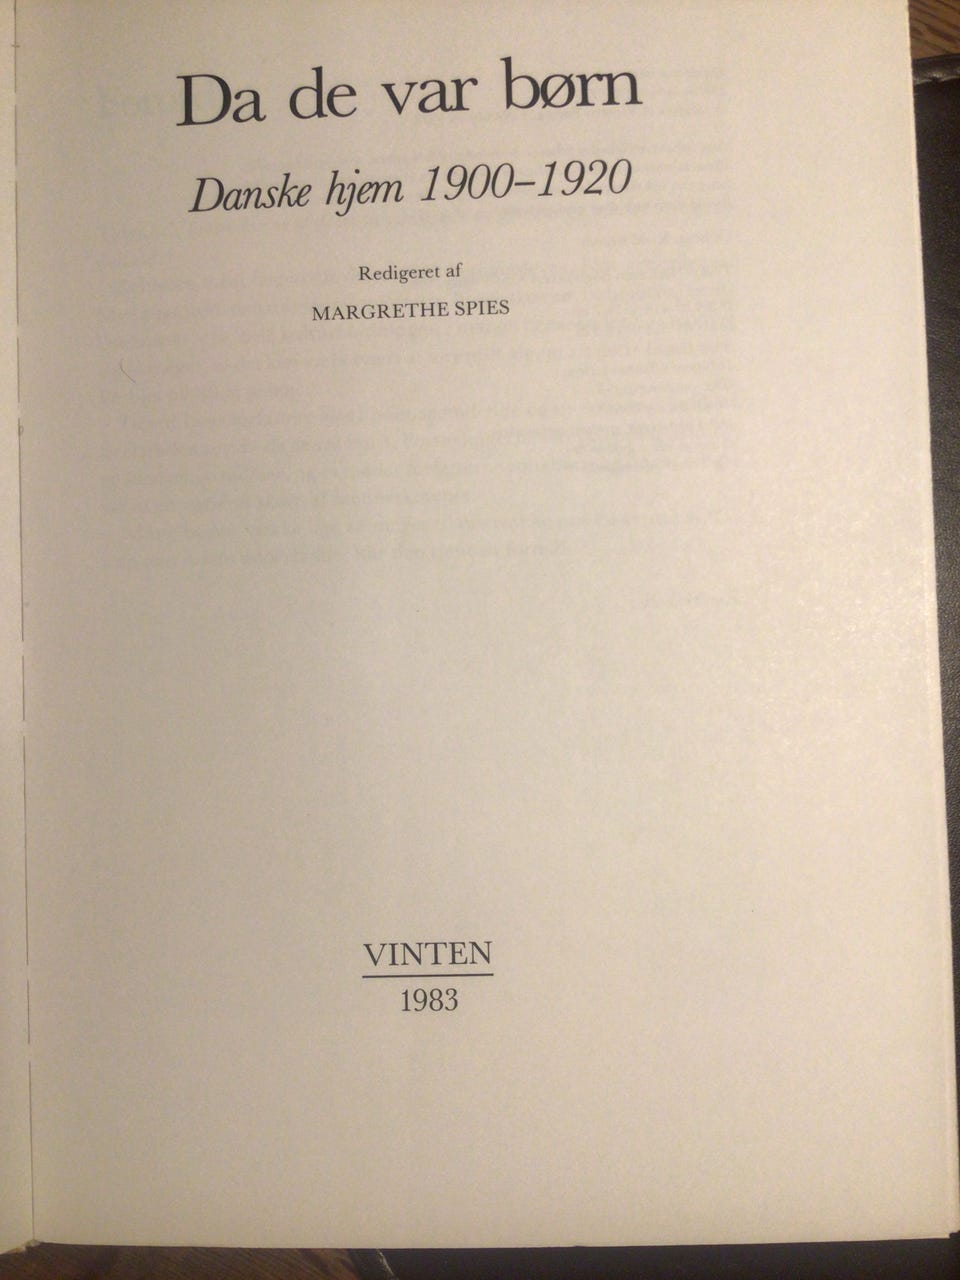 Da de var børn
Danske hjem 1900–1920
Redigeret af
MARGRETHE SPIES
VINTEN
1983